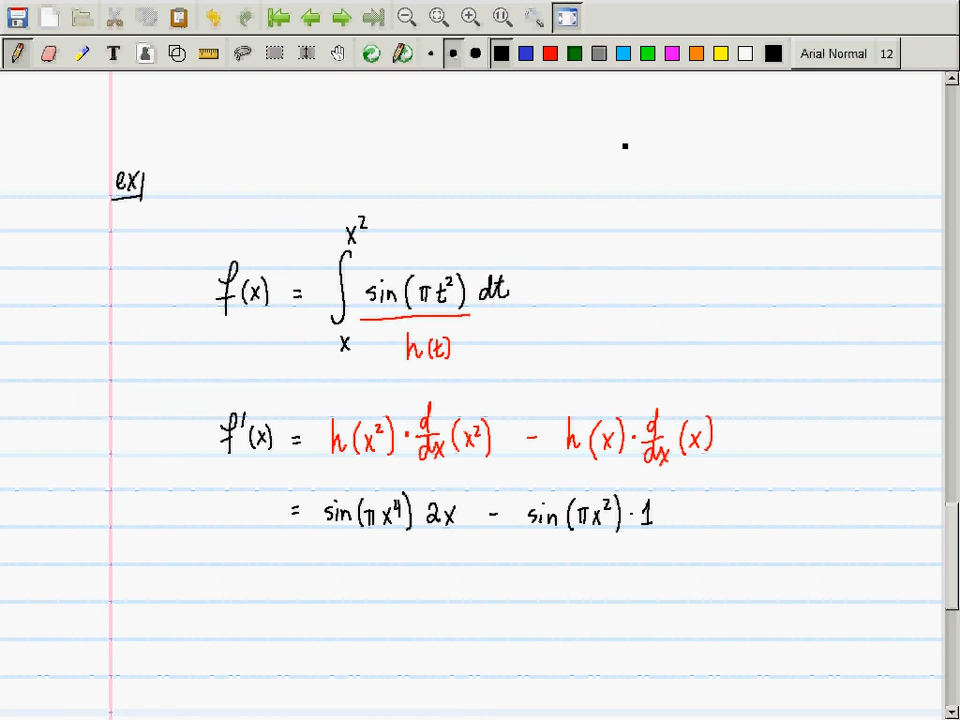 Arial Normal 12
ex
x²
f(x) = ∫ sin(πt²) dt
x
h(t)
f'(x) = h(x²)·d/dx(x²) - h(x)·d/dx(x)
= sin(πx⁴) 2x - sin(πx²)·1